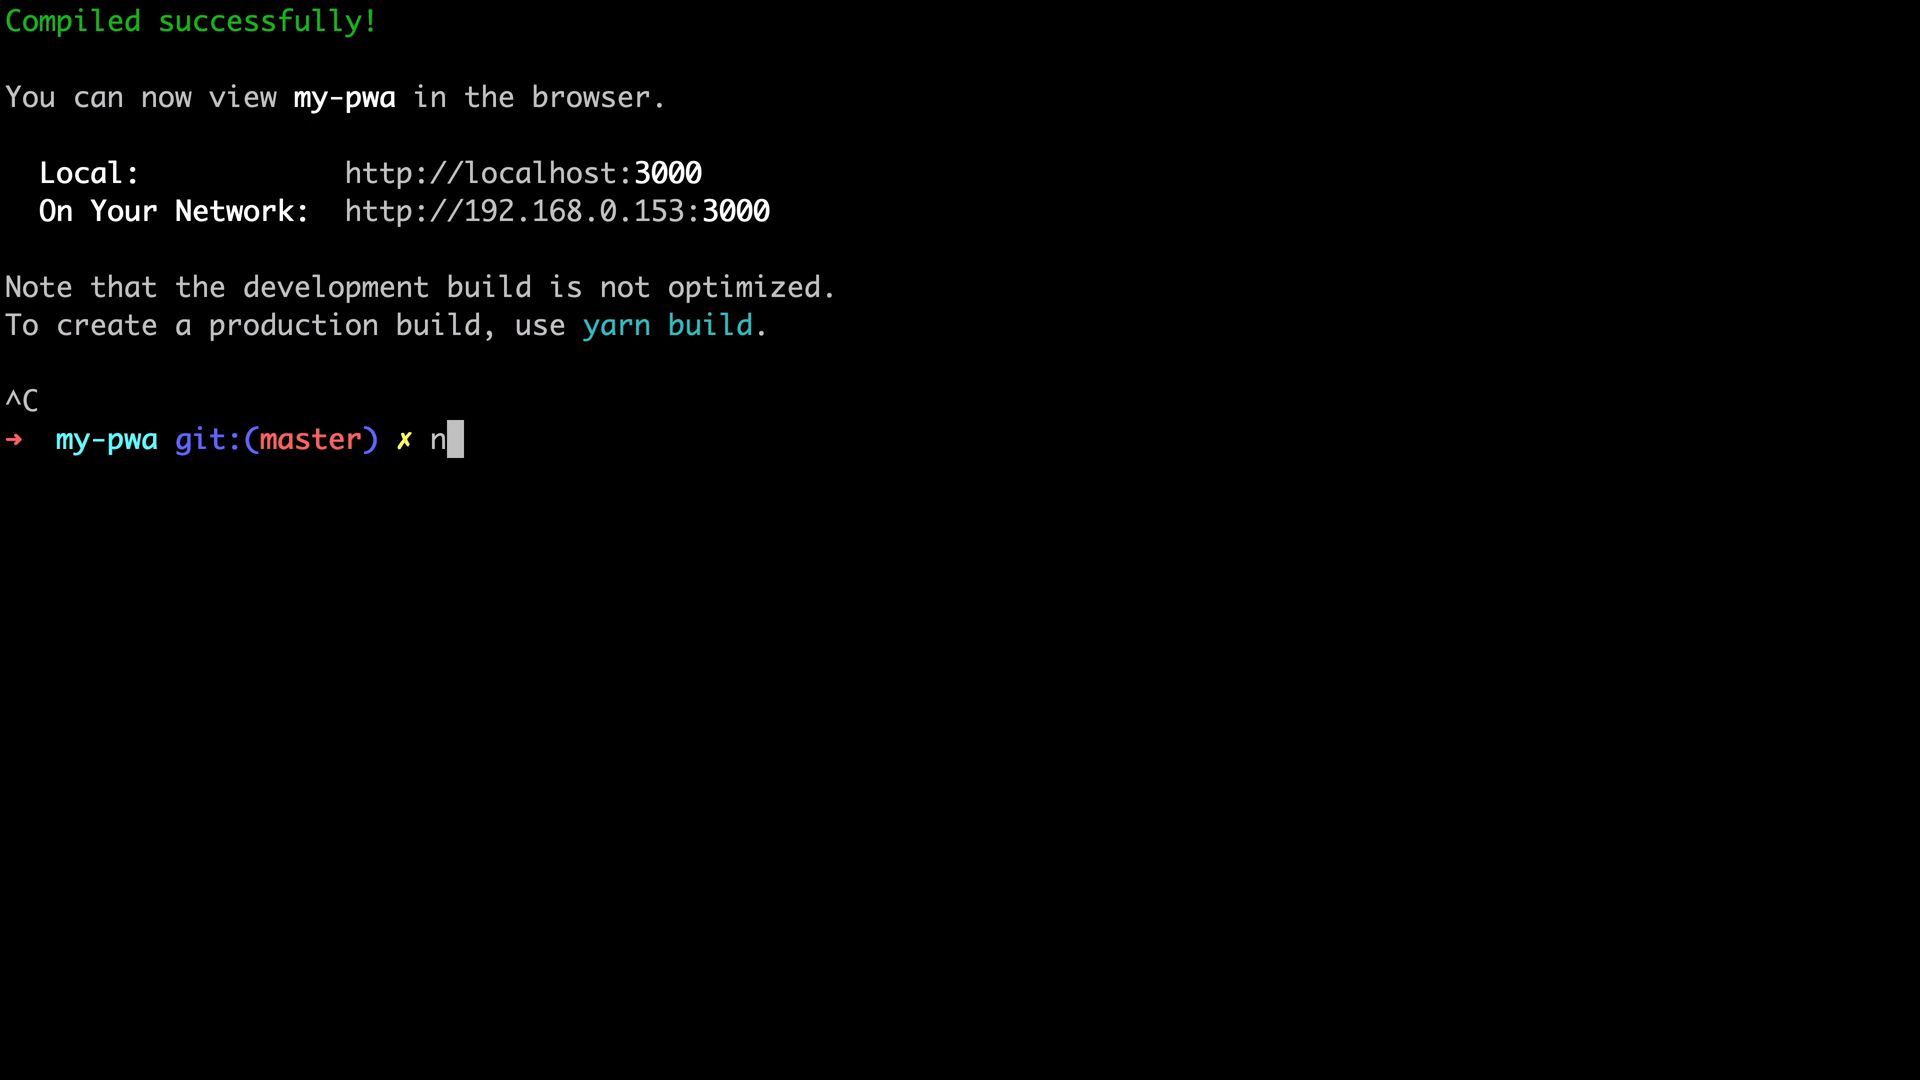 Compiled successfully!
You can now view my-pwa in the browser.
Local: http://localhost:3000
On Your Network: http://192.168.0.153:3000
Note that the development build is not optimized.
To create a production build, use yarn build.
^C
➜ my-pwa git:(master) ✗ n